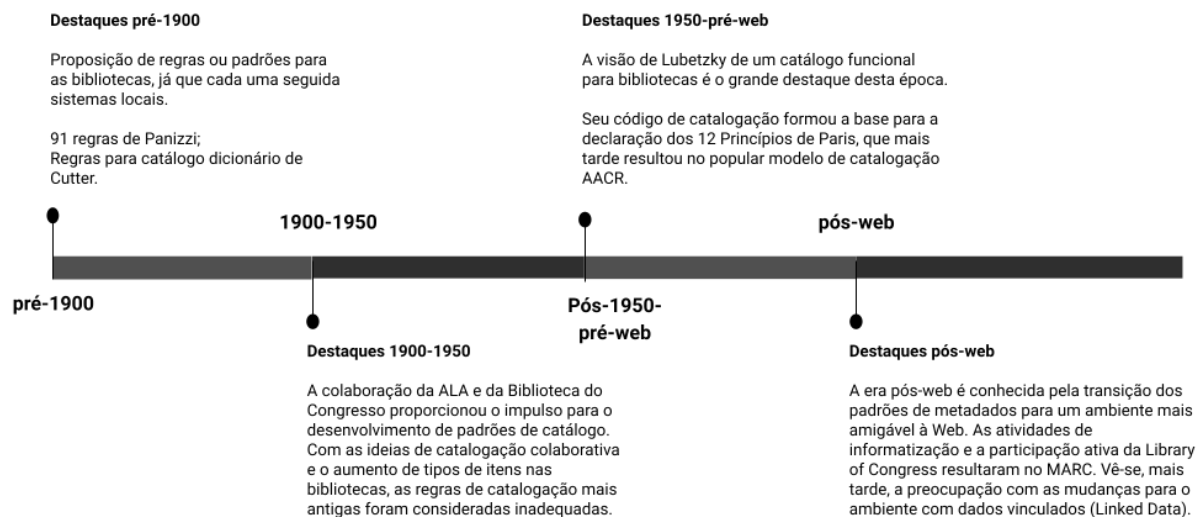 Destaques pré-1900
Proposição de regras ou padrões para
as bibliotecas, já que cada uma seguida
sistemas locais.
91 regras de Panizzi;
Regras para catálogo dicionário de
Cutter.
Destaques 1950-pré-web
A visão de Lubetzky de um catálogo funcional
para bibliotecas é o grande destaque desta época.
Seu código de catalogação formou a base para a
declaração dos 12 Princípios de Paris, que mais
tarde resultou no popular modelo de catalogação
AACR.
1900-1950
pós-web
pré-1900
Pós-1950-
pré-web
Destaques 1900-1950
A colaboração da ALA e da Biblioteca do
Congresso proporcionou o impulso para o
desenvolvimento de padrões de catálogo.
Com as ideias de catalogação colaborativa
e o aumento de tipos de itens nas
bibliotecas, as regras de catalogação mais
antigas foram consideradas inadequadas.
Destaques pós-web
A era pós-web é conhecida pela transição dos
padrões de metadados para um ambiente mais
amigável à Web. As atividades de
informatização e a participação ativa da Library
of Congress resultaram no MARC. Vê-se, mais
tarde, a preocupação com as mudanças para o
ambiente com dados vinculados (Linked Data).